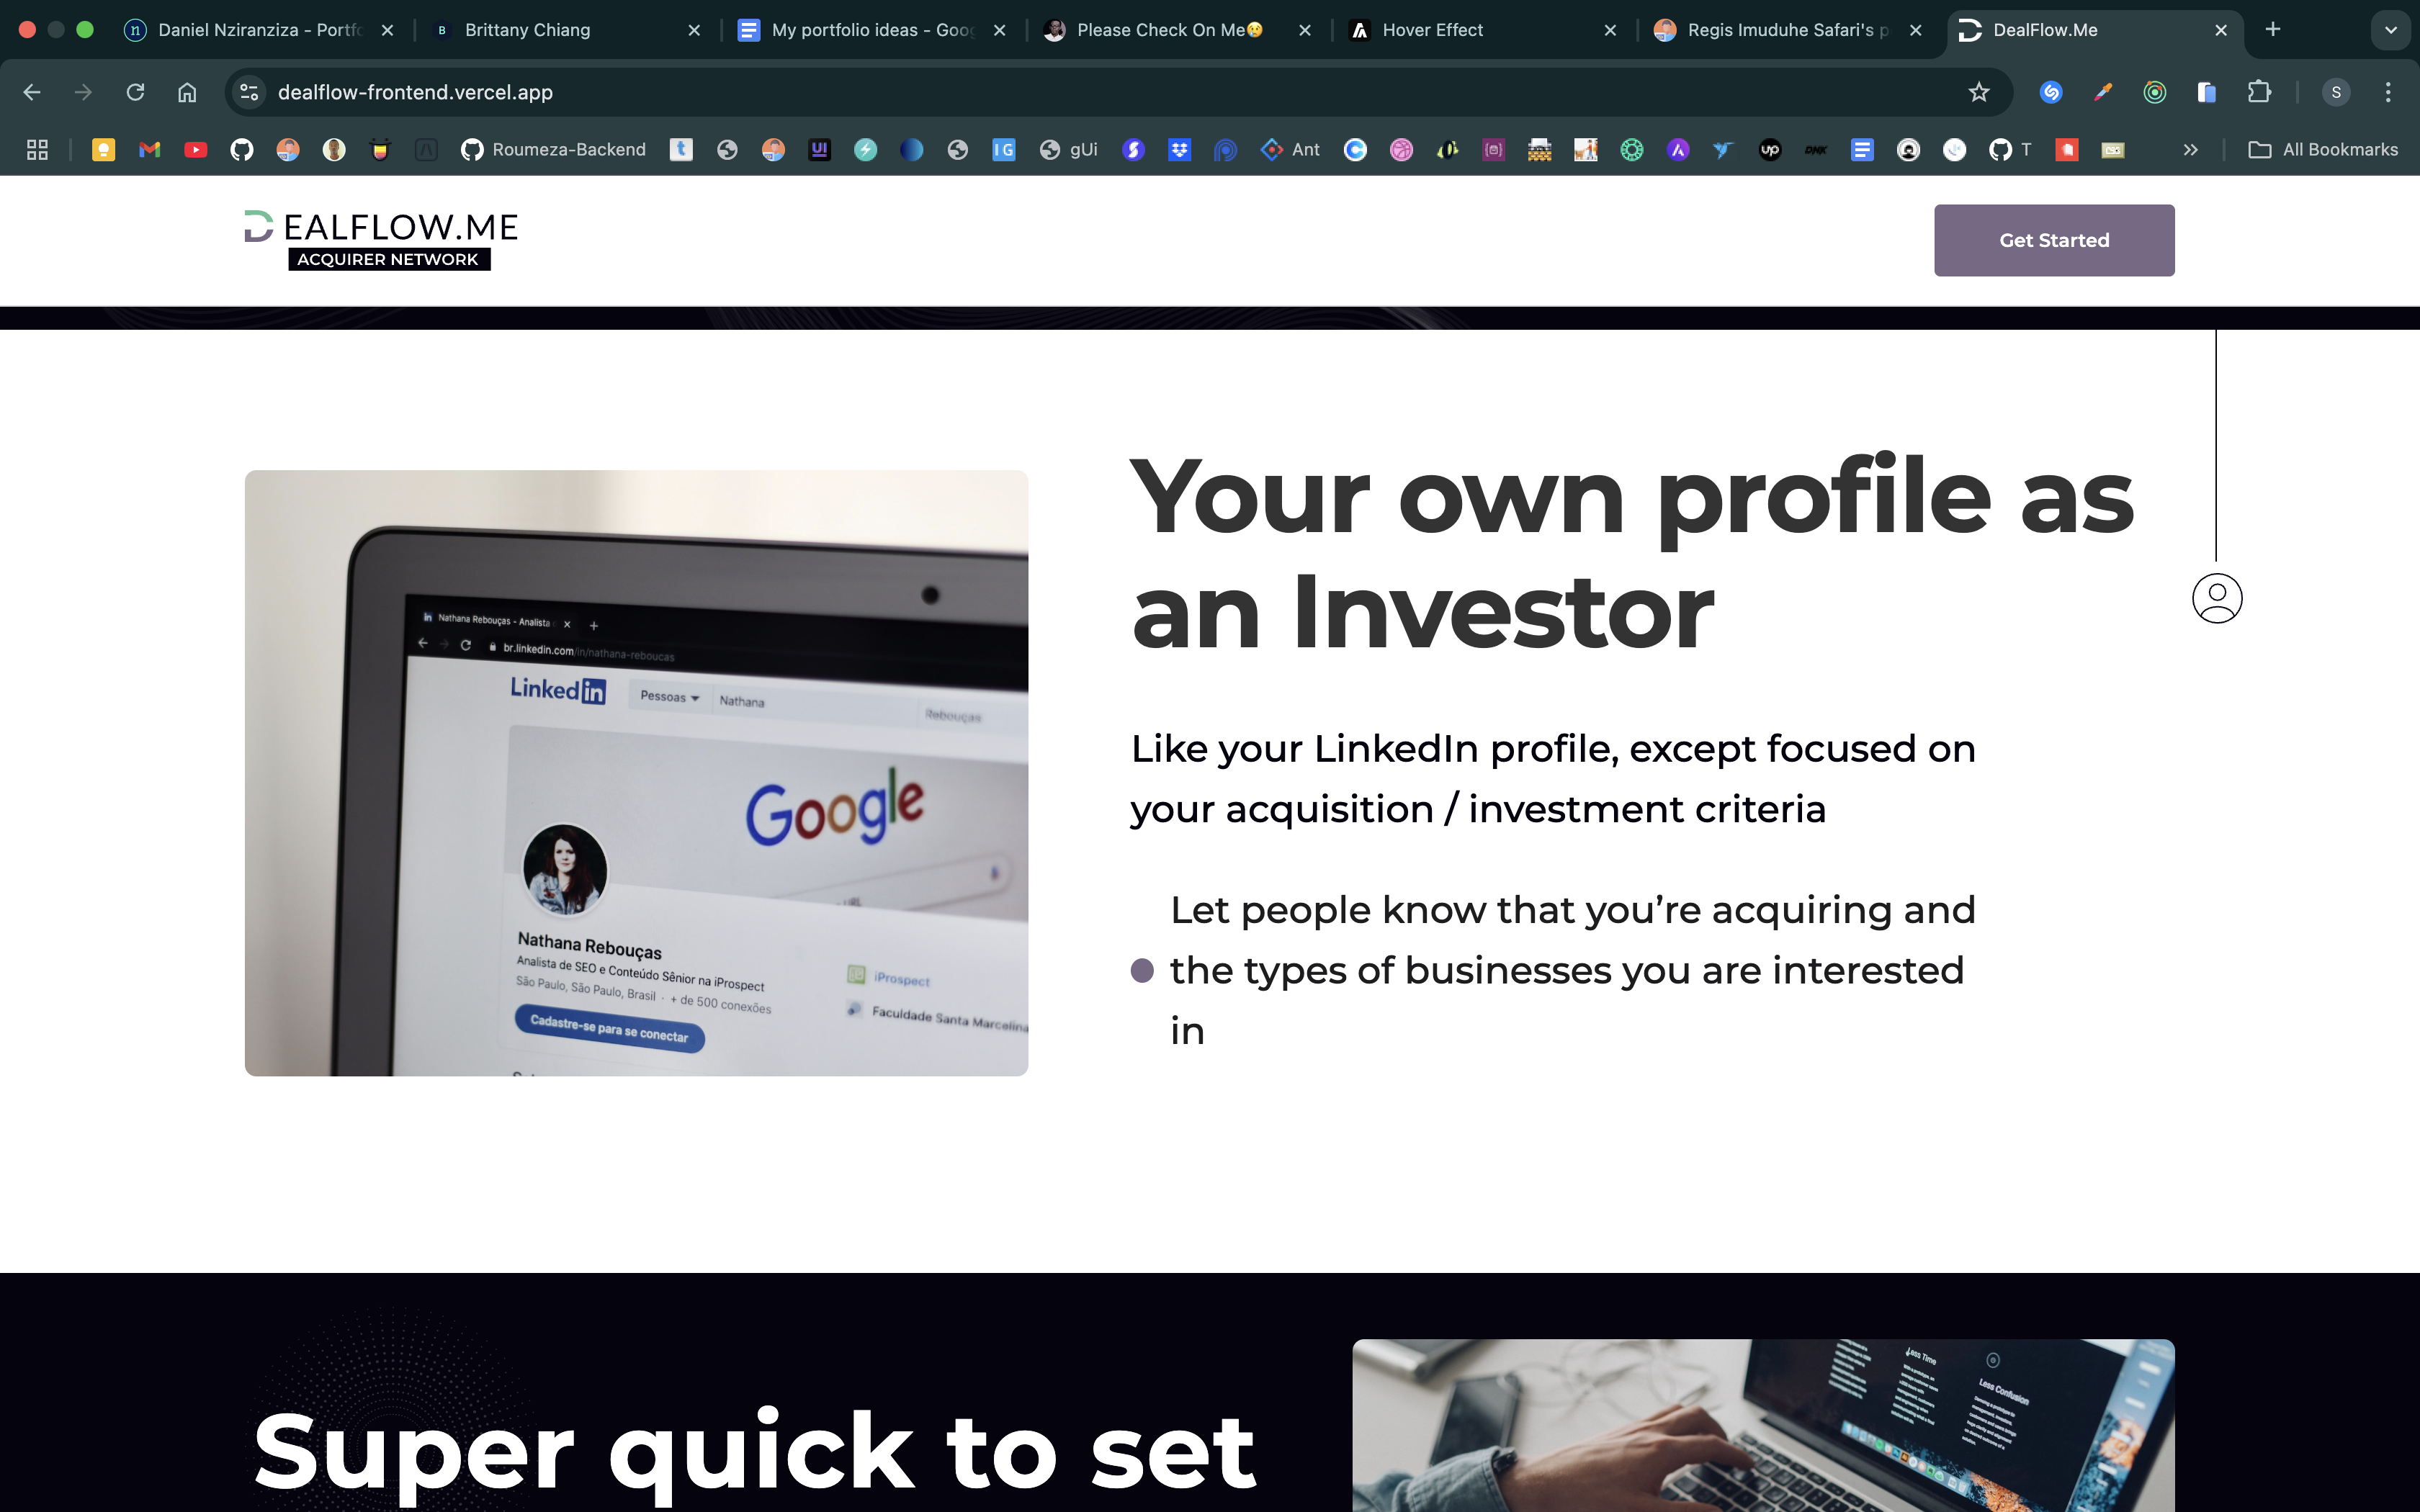 Daniel Nziranziza - Portfo
Brittany Chiang
My portfolio ideas - Goog
Please Check On Me😢
Hover Effect
Regis Imuduhe Safari's p
DealFlow.Me
dealflow-frontend.vercel.app
S
Roumeza-Backend
gUi
Ant
T
All Bookmarks
EALFLOW.ME
ACQUIRER NETWORK
Get Started
Your own profile as
an Investor
Like your LinkedIn profile, except focused on
your acquisition / investment criteria
Let people know that you’re acquiring and
the types of businesses you are interested
in
Nathana Rebouças - Analista
br.linkedin.com/in/nathana-reboucas
Linkedin
Pessoas
Nathana
Rebouças
Google
Nathana Rebouças
Analista de SEO e Conteúdo Sênior na iProspect
São Paulo, São Paulo, Brasil · + de 500 conexões
Cadastre-se para se conectar
iProspect
Faculdade Santa Marcelina
Super quick to set
Less Time
Less Confusion